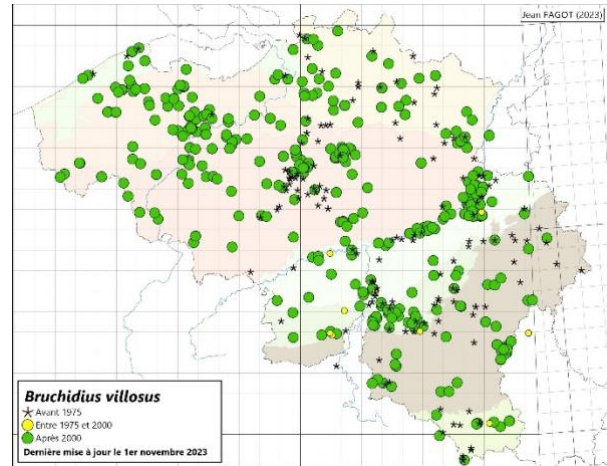 Jean FAGOT (2023)
Bruchidius villosus
Avant 1975
Entre 1975 et 2000
Après 2000
Dernière mise à jour le 1er novembre 2023